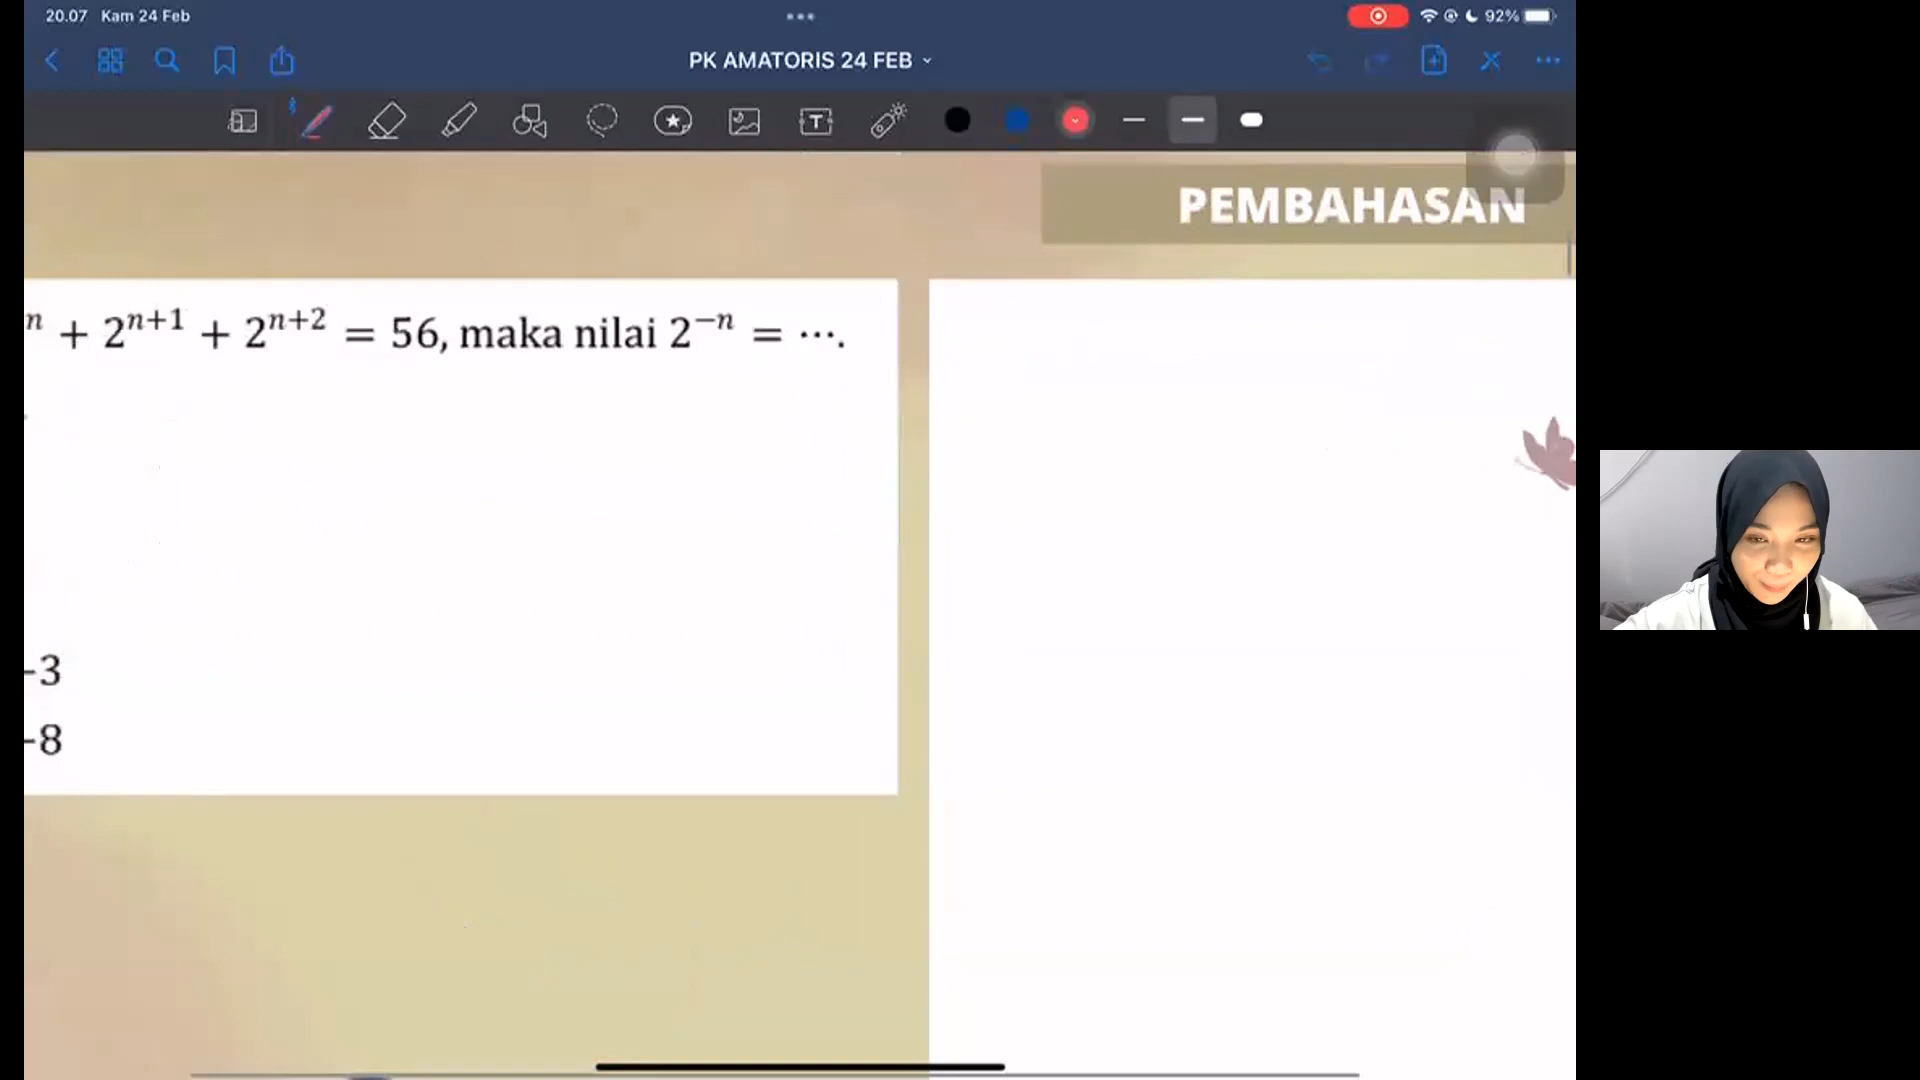 20.07 Kam 24 Feb
92%
PK AMATORIS 24 FEB
T
PEMBAHASAN
ⁿ + 2ⁿ⁺¹ + 2ⁿ⁺² = 56, maka nilai 2⁻ⁿ = ⋯.
-3
-8